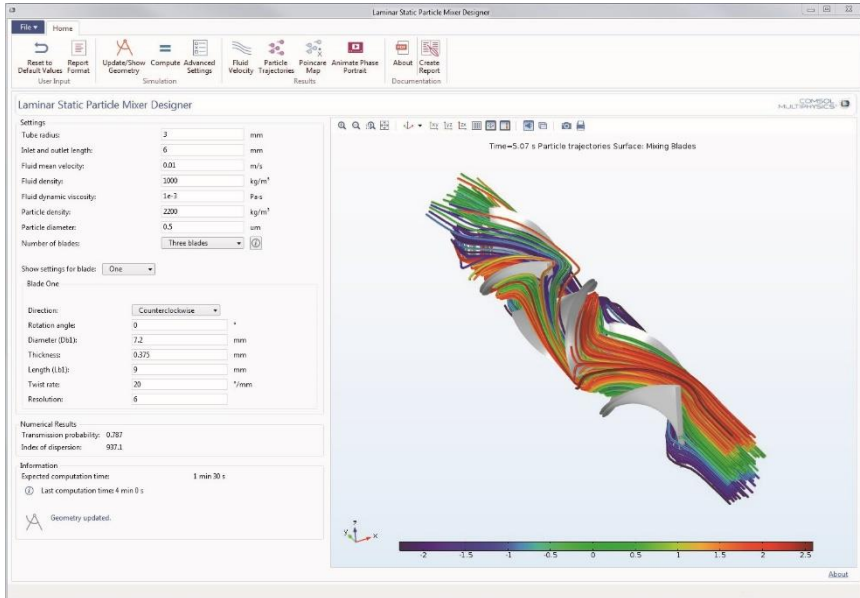 Laminar Static Particle Mixer Designer
File Home
Reset to Default Values
Report Format
Update/Show Geometry
Compute
Advanced Settings
Fluid Velocity
Particle Trajectories
Poincare Map
Animate Phase Portrait
About
Create Report
User Input
Simulation
Results
Documentation
Laminar Static Particle Mixer Designer
COMSOL
MULTIPHYSICS
Settings
Tube radius: 3 mm
Inlet and outlet length: 6 mm
Fluid mean velocity: 0.01 m/s
Fluid density: 1000 kg/m³
Fluid dynamic viscosity: 1e-3 Pa·s
Particle density: 2200 kg/m³
Particle diameter: 0.5 um
Number of blades: Three blades
Show settings for blade: One
Blade One
Direction: Counterclockwise
Rotation angle: 0 °
Diameter (Db1): 7.2 mm
Thickness: 0.375 mm
Length (Lb1): 9 mm
Twist rate: 20 °/mm
Resolution: 6
Numerical Results
Transmission probability: 0.787
Index of dispersion: 937.1
Information
Expected computation time: 1 min 30 s
Last computation time: 4 min 0 s
Geometry updated.
Time=5.07 s Particle trajectories Surface: Mixing Blades
z
y x
-2 -1.5 -1 -0.5 0 0.5 1 1.5 2 2.5
About